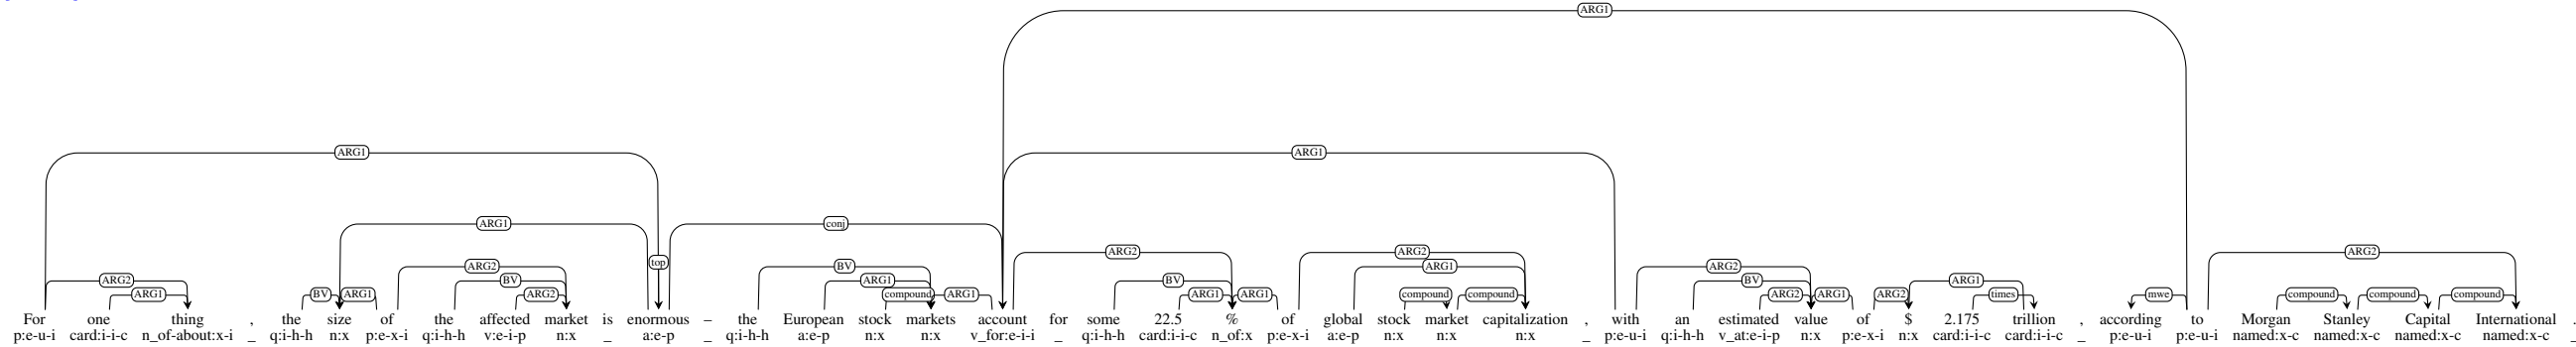 ARG1
ARG1 ARG1
ARG1 conj
ARG2 ARG2
top
ARG2 BV BV ARG1 ARG2 BV ARG2
ARG2 BV ARG1 BV BV ARG1
ARG1 BV ARG1 ARG2 compound ARG1 ARG1 ARG1 compound compound ARG2 ARG1 ARG2 times mwe compound compound compound
For one thing , the size of the affected market is enormous – the European stock markets account for some 22.5 % of global stock market capitalization , with an estimated value of $ 2.175 trillion , according to Morgan Stanley Capital International .
p:e-u-i card:i-i-c n_of-about:x-i _ q:i-h-h n:x p:e-x-i q:i-h-h v:e-i-p n:x _ a:e-p _ q:i-h-h a:e-p n:x n:x v_for:e-i-i _ q:i-h-h card:i-i-c n_of:x p:e-x-i a:e-p n:x n:x n:x _ p:e-u-i q:i-h-h v_at:e-i-p n:x p:e-x-i n:x card:i-i-c card:i-i-c _ p:e-u-i p:e-u-i named:x-c named:x-c named:x-c named:x-c _